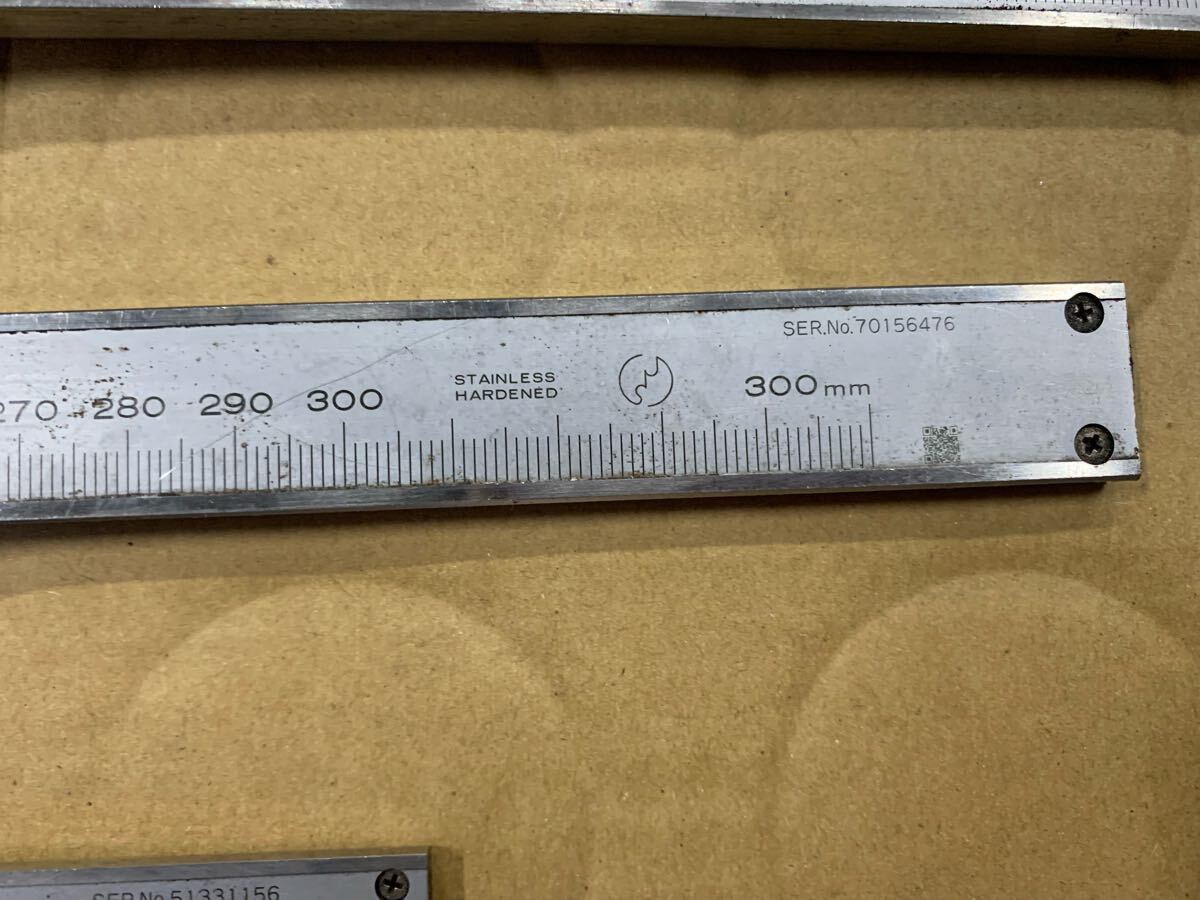 SER.No.70156476
STAINLESS
HARDENED
300mm
270 280 290 300
SER.No.51331156